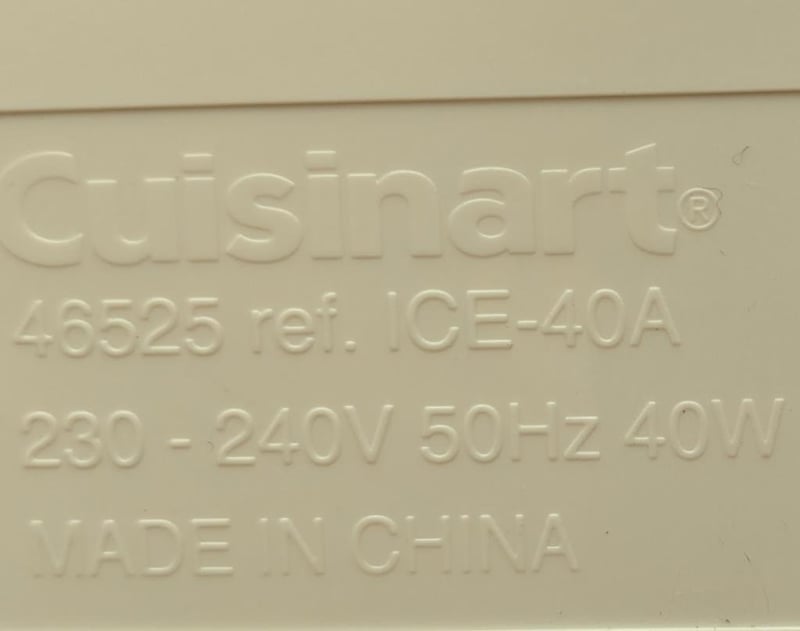 Cuisinart®
46525 ref. ICE-40A
230 - 240V 50Hz 40W
MADE IN CHINA